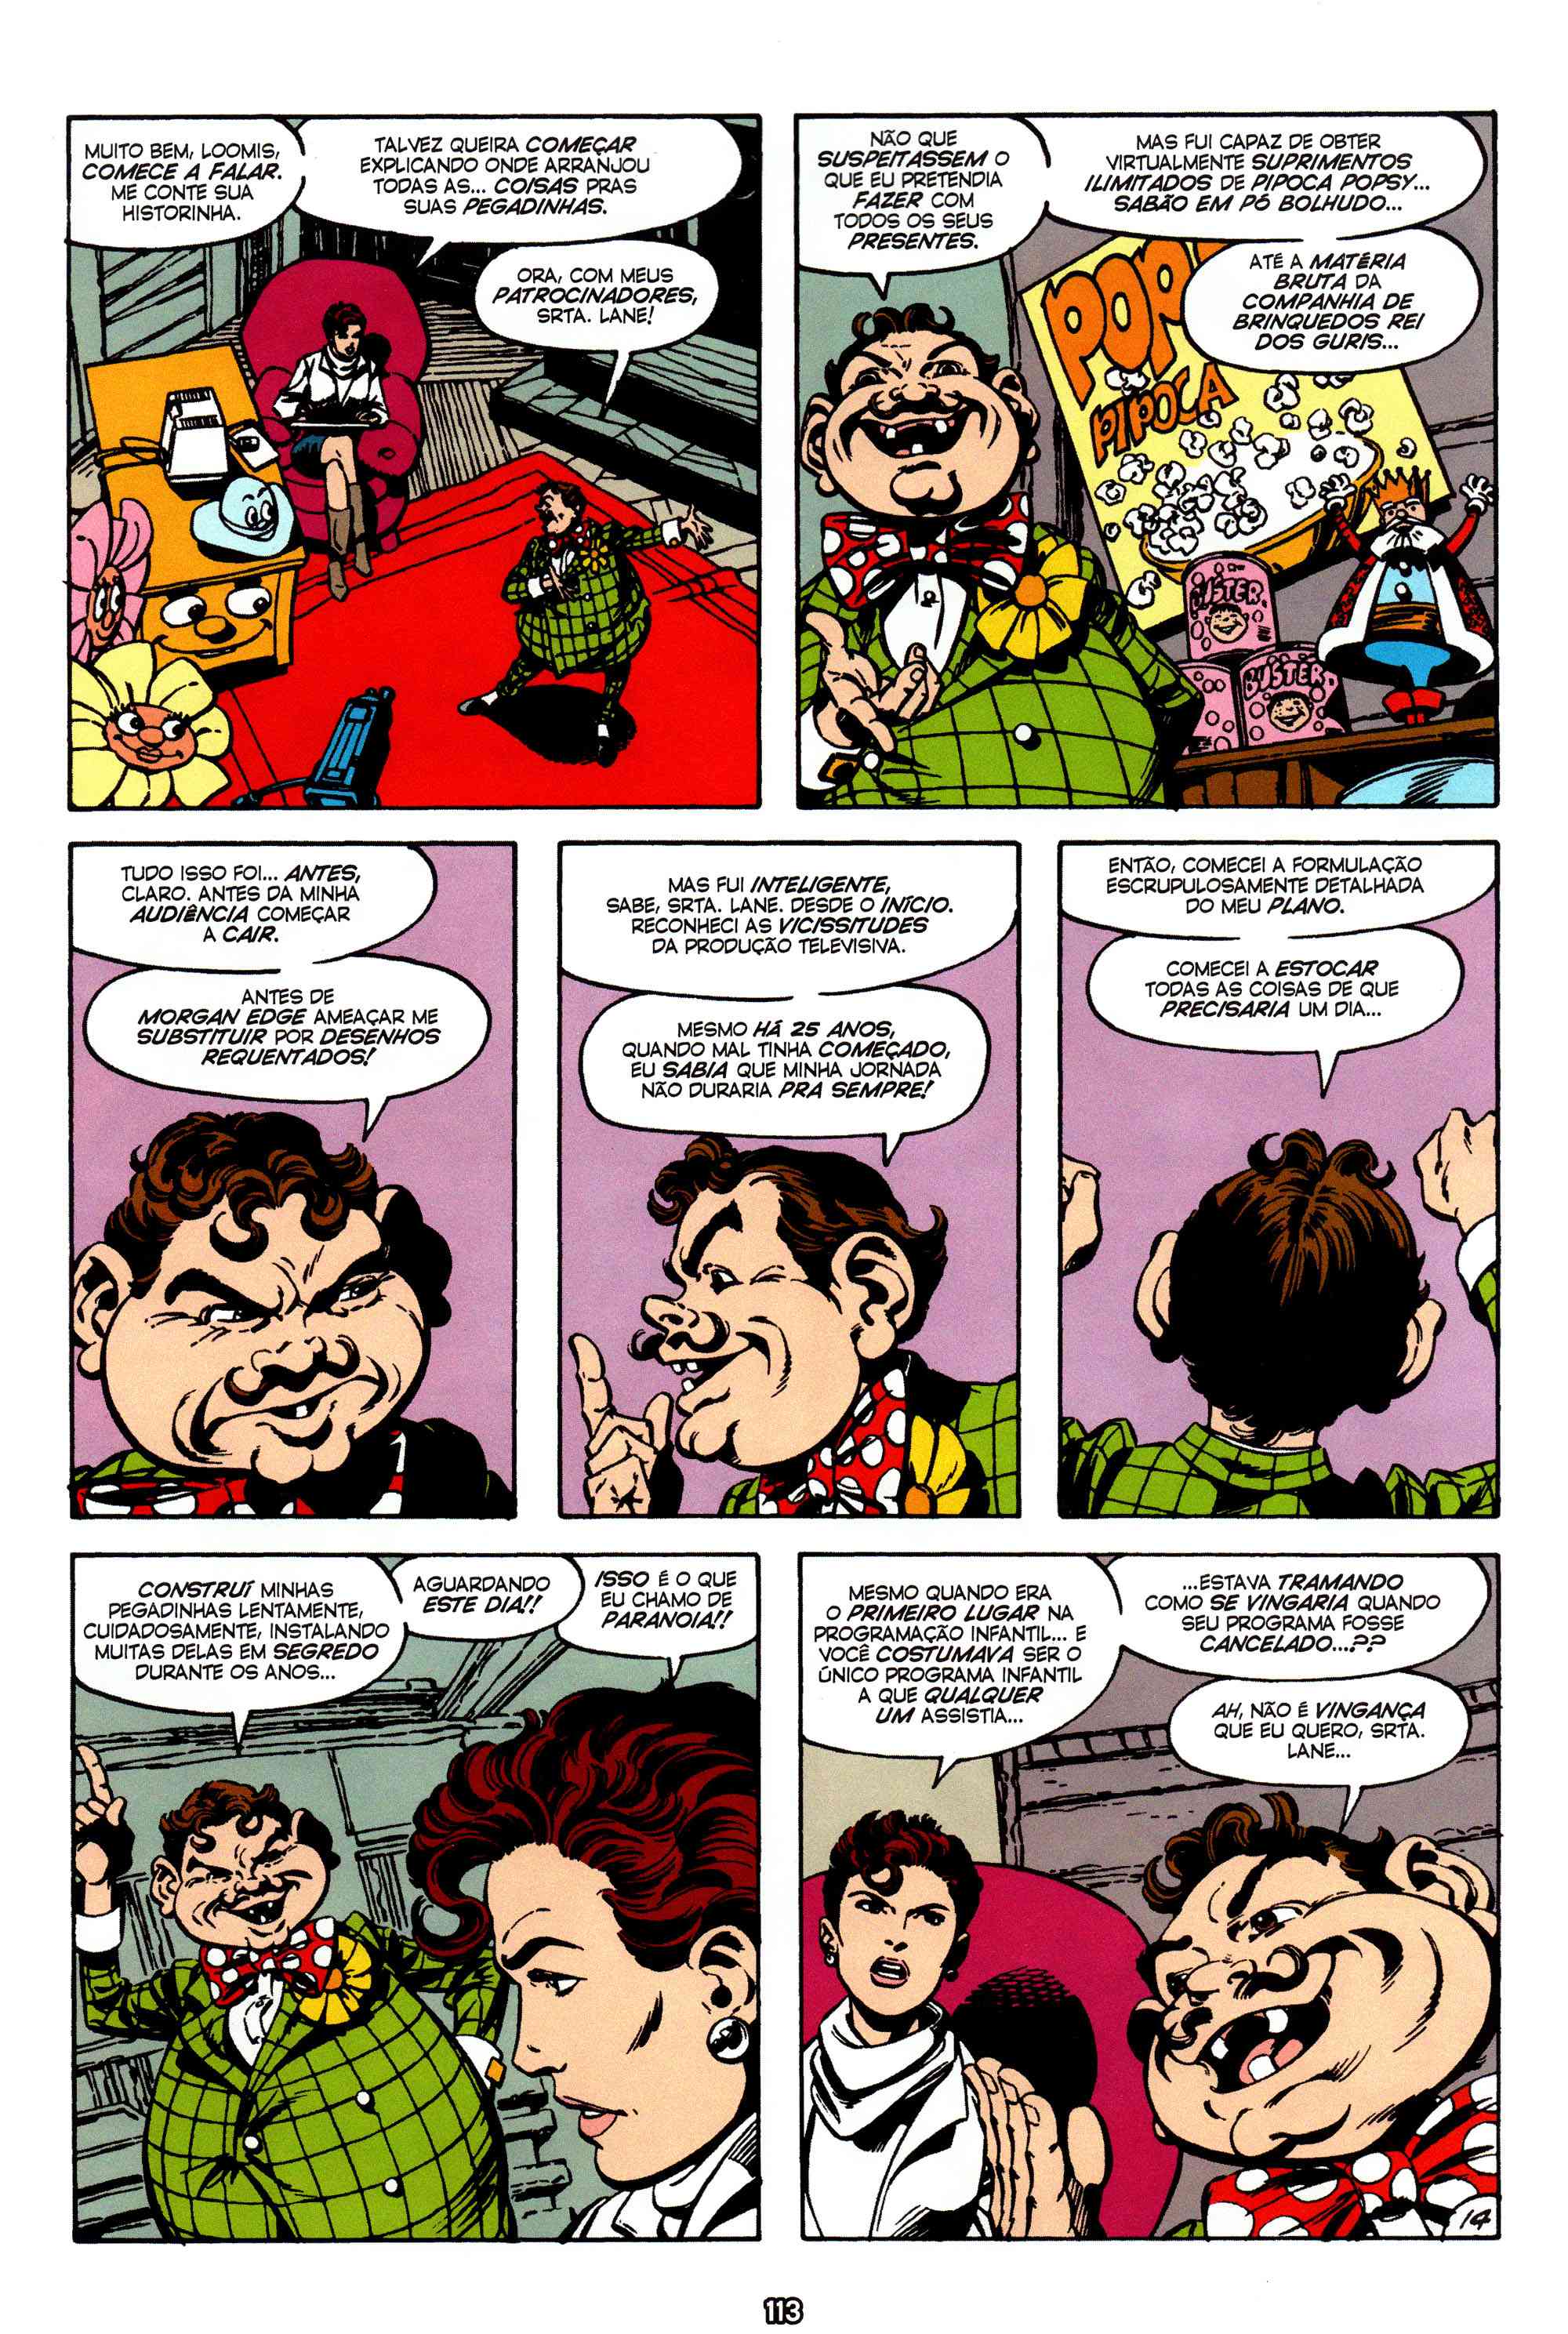 MUITO BEM, LOOMIS,
COMECE A FALAR.
ME CONTE SUA
HISTORINHA.
TALVEZ QUEIRA COMEÇAR
EXPLICANDO ONDE ARRANJOU
TODAS AS... COISAS PRAS
SUAS PEGADINHAS.
ORA, COM MEUS
PATROCINADORES,
SRTA. LANE!
NÃO QUE
SUSPEITASSEM O
QUE EU PRETENDIA
FAZER COM
TODOS OS SEUS
PRESENTES.
MAS FUI CAPAZ DE OBTER
VIRTUALMENTE SUPRIMENTOS
ILIMITADOS DE PIPOCA POPSY...
SABÃO EM PÓ BOLHUDO...
ATÉ A MATÉRIA
BRUTA DA
COMPANHIA DE
BRINQUEDOS REI
DOS GURIS...
POP
PIPOCA
BUSTER
BUSTER
TUDO ISSO FOI... ANTES,
CLARO. ANTES DA MINHA
AUDIÊNCIA COMEÇAR
A CAIR.
ANTES DE
MORGAN EDGE AMEAÇAR ME
SUBSTITUIR POR DESENHOS
REQUENTADOS!
MAS FUI INTELIGENTE,
SABE, SRTA. LANE. DESDE O INÍCIO.
RECONHECI AS VICISSITUDES
DA PRODUÇÃO TELEVISIVA.
MESMO HÁ 25 ANOS,
QUANDO MAL TINHA COMEÇADO,
EU SABIA QUE MINHA JORNADA
NÃO DURARIA PRA SEMPRE!
ENTÃO, COMECEI A FORMULAÇÃO
ESCRUPULOSAMENTE DETALHADA
DO MEU PLANO.
COMECEI A ESTOCAR
TODAS AS COISAS DE QUE
PRECISARIA UM DIA...
CONSTRUÍ MINHAS
PEGADINHAS LENTAMENTE,
CUIDADOSAMENTE, INSTALANDO
MUITAS DELAS EM SEGREDO
DURANTE OS ANOS...
AGUARDANDO
ESTE DIA!!
ISSO É O QUE
EU CHAMO DE
PARANOIA!!
MESMO QUANDO ERA
O PRIMEIRO LUGAR NA
PROGRAMAÇÃO INFANTIL... E
VOCÊ COSTUMAVA SER O
ÚNICO PROGRAMA INFANTIL
A QUE QUALQUER
UM ASSISTIA...
...ESTAVA TRAMANDO
COMO SE VINGARIA QUANDO
SEU PROGRAMA FOSSE
CANCELADO...??
AH, NÃO É VINGANÇA
QUE EU QUERO, SRTA.
LANE...
14
113